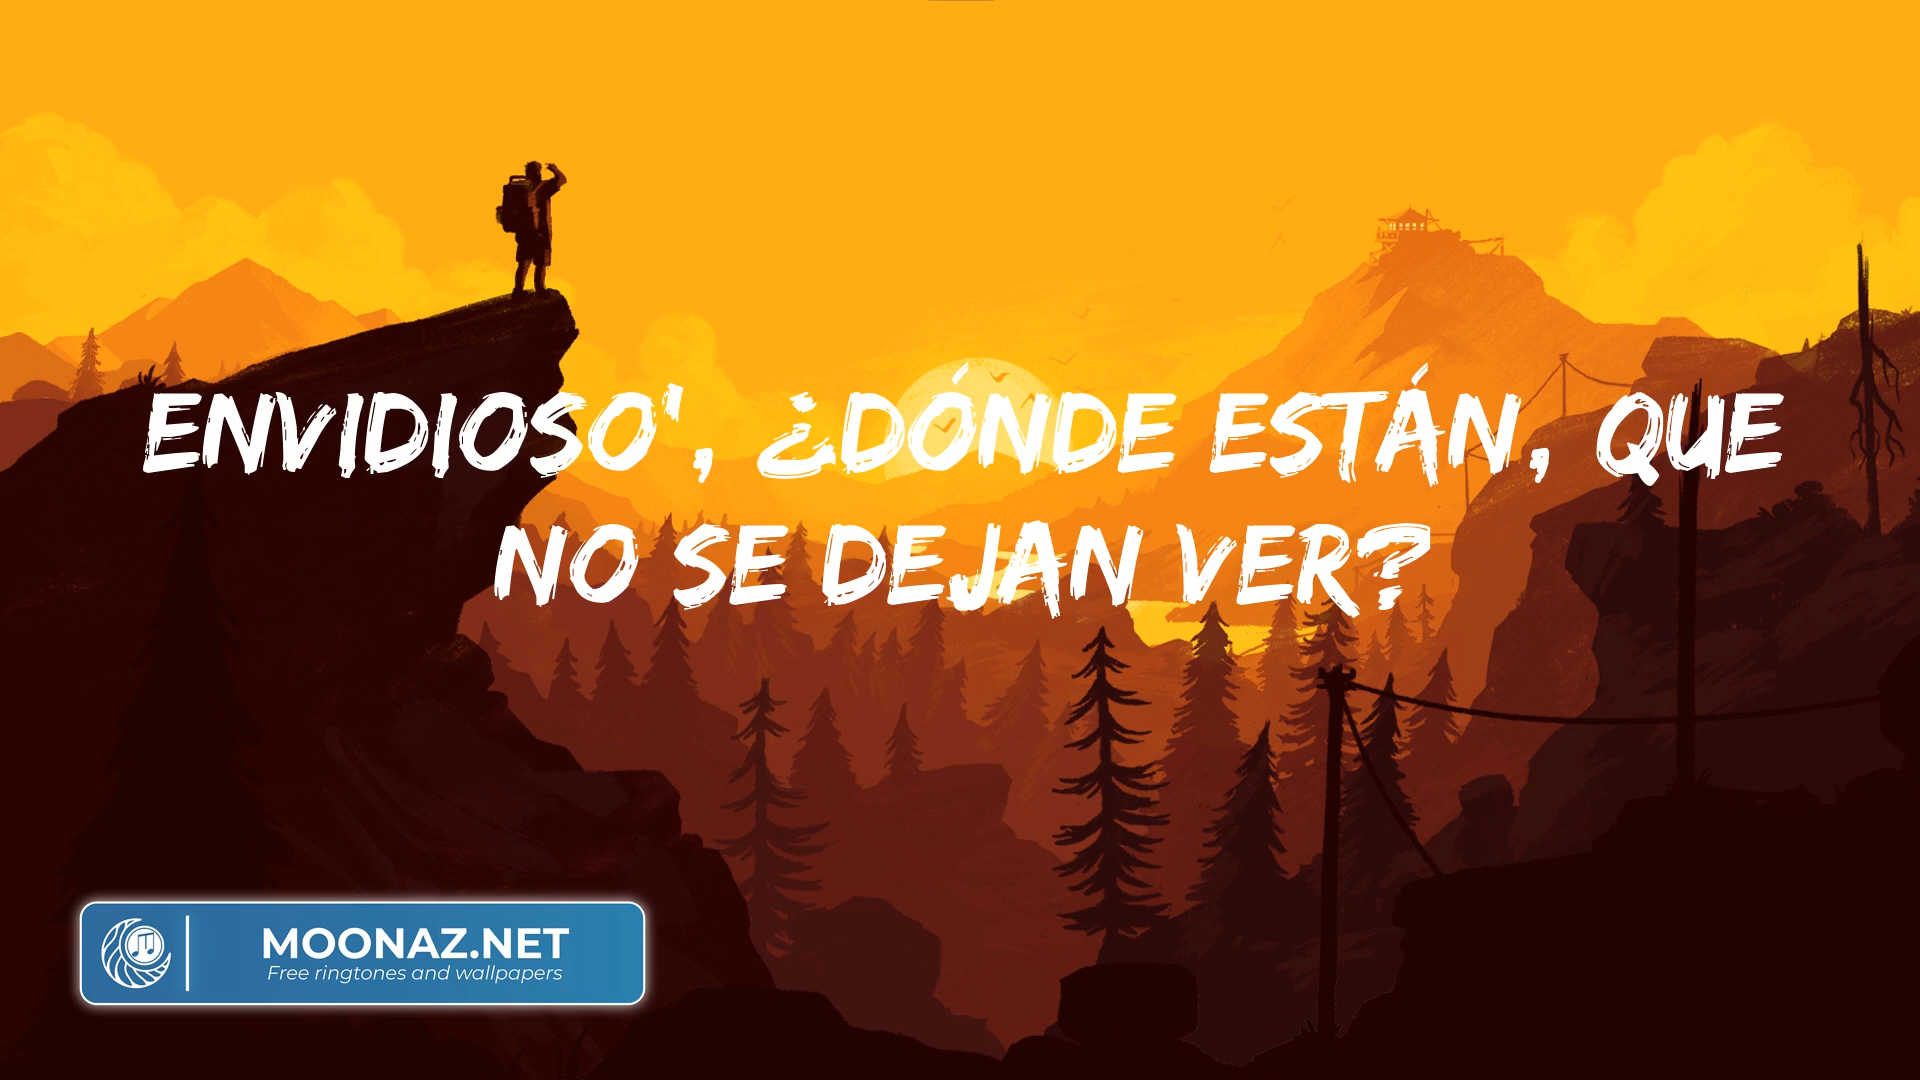 ENVIDIOSO', ¿DÓNDE ESTÁN, QUE
NO SE DEJAN VER?
MOONAZ.NET
Free ringtones and wallpapers